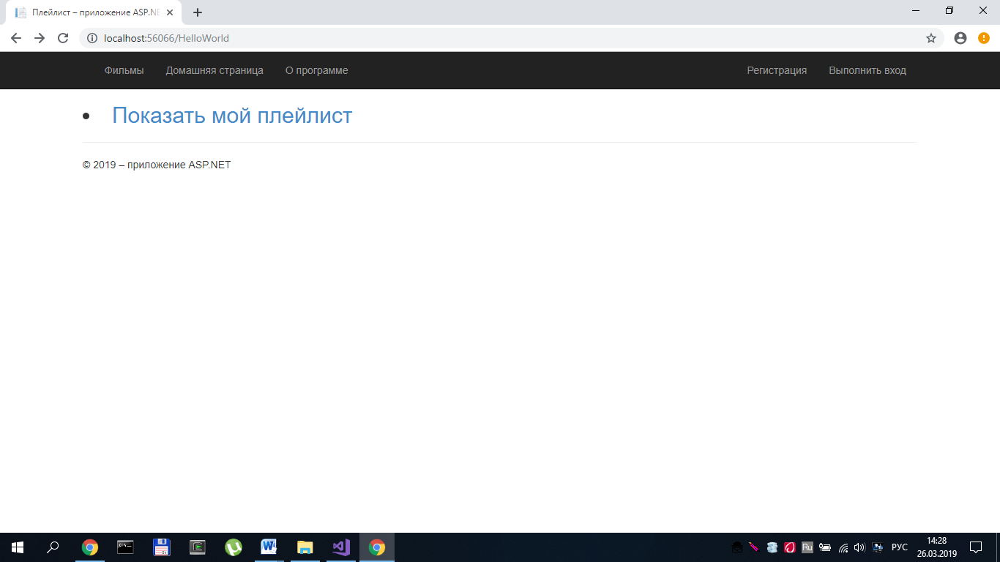 Плейлист – приложение ASP.NE
localhost:56066/HelloWorld
Фильмы Домашняя страница О программе Регистрация Выполнить вход
Показать мой плейлист
© 2019 – приложение ASP.NET
Ru РУС 14:28
26.03.2019